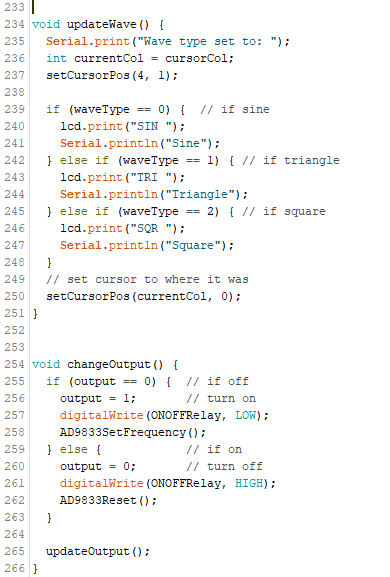 233
234 void updateWave() {
235   Serial.print("Wave type set to: ");
236   int currentCol = cursorCol;
237   setCursorPos(4, 1);
238
239   if (waveType == 0) {  // if sine
240     lcd.print("SIN ");
241     Serial.println("Sine");
242   } else if (waveType == 1) { // if triangle
243     lcd.print("TRI ");
244     Serial.println("Triangle");
245   } else if (waveType == 2) { // if square
246     lcd.print("SQR ");
247     Serial.println("Square");
248   }
249   // set cursor to where it was
250   setCursorPos(currentCol, 0);
251 }
252
253
254 void changeOutput() {
255   if (output == 0) {  // if off
256     output = 1;       // turn on
257     digitalWrite(ONOFFRelay, LOW);
258     AD9833SetFrequency();
259   } else {            // if on
260     output = 0;       // turn off
261     digitalWrite(ONOFFRelay, HIGH);
262     AD9833Reset();
263   }
264
265   updateOutput();
266 }